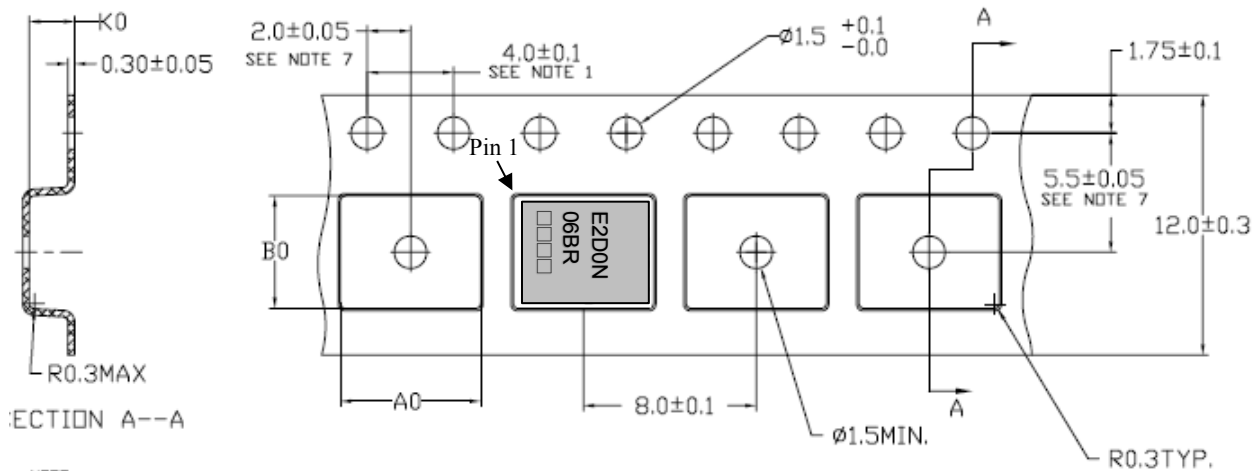 K0
0.30±0.05
2.0±0.05
SEE NOTE 7
4.0±0.1
SEE NOTE 1
Ø1.5 +0.1
-0.0
A
1.75±0.1
Pin 1
5.5±0.05
SEE NOTE 7
12.0±0.3
B0
E2D0N
06BR
□□□□
R0.3MAX
A0
8.0±0.1
A
Ø1.5MIN.
R0.3TYP.
ECTION A--A